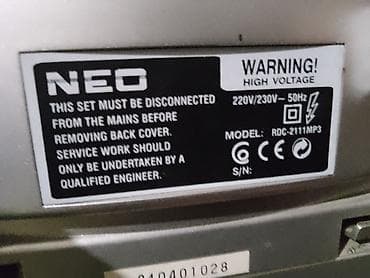 NEO
THIS SET MUST BE DISCONNECTED
FROM THE MAINS BEFORE
REMOVING BACK COVER.
SERVICE WORK SHOULD
ONLY BE UNDERTAKEN BY A
QUALIFIED ENGINEER.
WARNING!
HIGH VOLTAGE
220V/230V~ 50Hz
MODEL: RDC-2111MP3
CE
S/N:
040401028